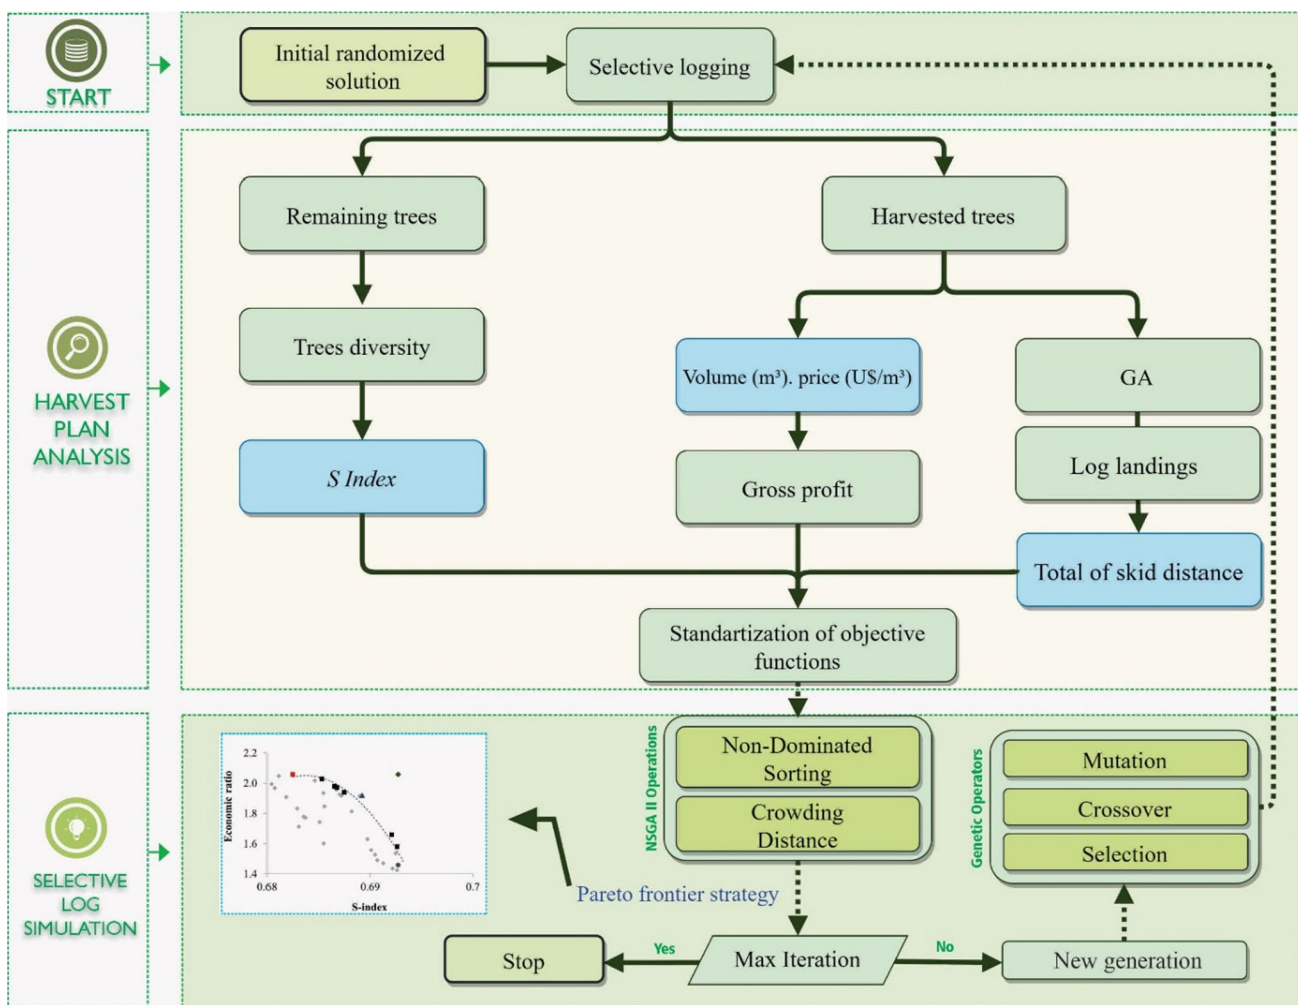 START
Initial randomized
solution
Selective logging
HARVEST
PLAN
ANALYSIS
Remaining trees
Harvested trees
Trees diversity
Volume (m³). price (U$/m³)
GA
S Index
Gross profit
Log landings
Total of skid distance
Standartization of objective
functions
SELECTIVE
LOG
SIMULATION
2.2
2.0
1.8
1.6
1.4
Economic ratio
0.68
0.69
0.7
S-index
Pareto frontier strategy
NSGA II Operations
Non-Dominated
Sorting
Crowding
Distance
Genetic Operators
Mutation
Crossover
Selection
Stop
Yes
Max Iteration
No
New generation